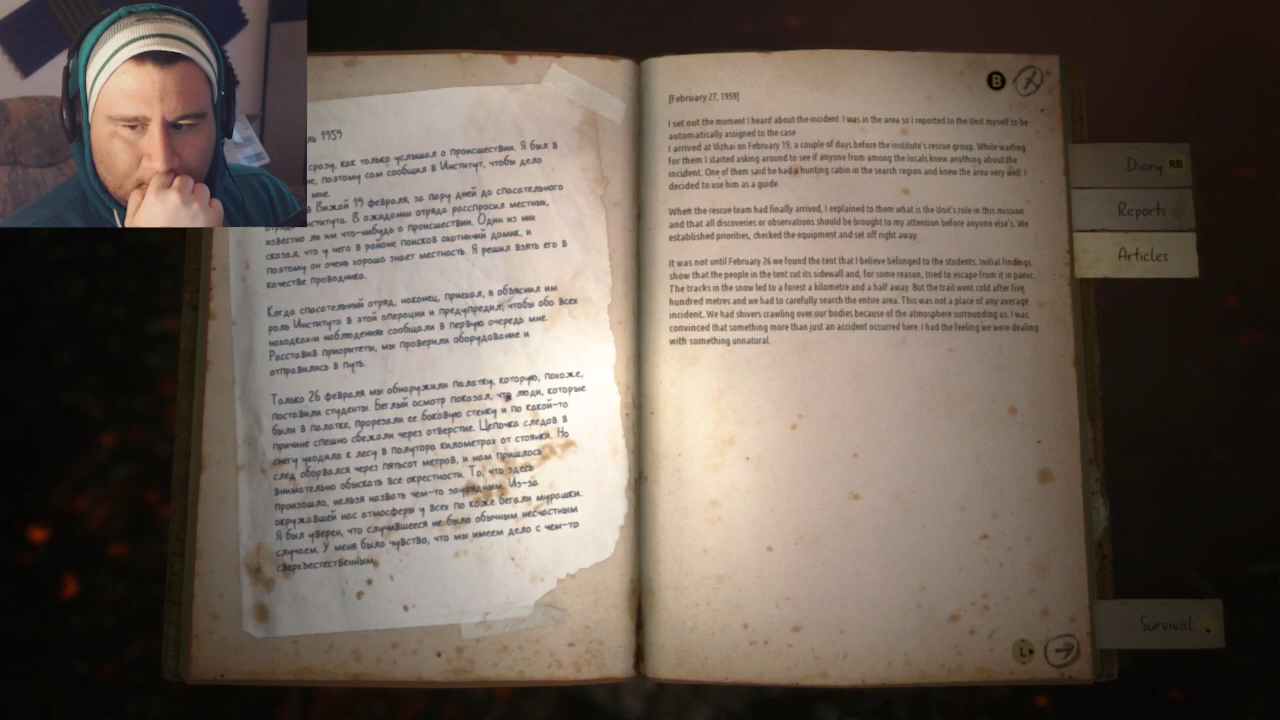 ль 1959
сразу, как только услышал о происшествии. Я был в
не, поэтому сам сообщил в Институт, чтобы дело
мне.
в Вижай 19 февраля, за пару дней до спасательного
института. В ожидании отряда расспросил местных,
известно ли им что-нибудь о происшествии. Один из них
сказал, что у него в районе поисков охотничий домик, и
поэтому он очень хорошо знает местность. Я решил взять его в
качестве проводника.
Когда спасательный отряд, наконец, приехал, я объяснил им
роль Института в этой операции и предупредил, чтобы обо всех
находках и наблюдениях сообщали в первую очередь мне.
Расставив приоритеты, мы проверили оборудование и
отправились в путь.
Только 26 февраля мы обнаружили палатку, которую, похоже,
поставили студенты. Беглый осмотр показал, что люди, которые
были в палатке, прорезали ее боковую стенку и по какой-то
причине спешно сбежали через отверстие. Цепочка следов в
снегу уходила к лесу в полутора километрах от стоянки. Но
след оборвался через пятьсот метров, и нам пришлось
внимательно обыскать все окрестности. То, что здесь
произошло, нельзя назвать чем-то заурядным. Из-за
окружавшей нас атмосферы у всех по коже бегали мурашки.
Я был уверен, что случившееся не было обычным несчастным
случаем. У меня было чувство, что мы имеем дело с чем-то
сверхъестественным.
[February 27, 1959]
I set out the moment I heard about the incident. I was in the area so I reported to the Unit myself to be
automatically assigned to the case
I arrived at Vizhai on February 19, a couple of days before the institute's rescue group. While waiting
for them I started asking around to see if anyone from among the locals knew anything about the
incident. One of them said he had a hunting cabin in the search region and knew the area very well. I
decided to use him as a guide.
When the rescue team had finally arrived, I explained to them what is the Unit's role in this mission
and that all discoveries or observations should be brought to my attention before anyone else's. We
established priorities, checked the equipment and set off right away.
It was not until February 26 we found the tent that I believe belonged to the students. Initial findings
show that the people in the tent cut its sidewall and, for some reason, tried to escape from it in panic.
The tracks in the snow led to a forest a kilometre and a half away. But the trail went cold after five
hundred metres and we had to carefully search the entire area. This was not a place of any average
incident. We had shivers crawling over our bodies because of the atmosphere surrounding us. I was
convinced that something more than just an accident occurred here. I had the feeling we were dealing
with something unnatural.
B
Diary RB
Reports
Articles
Survival
L